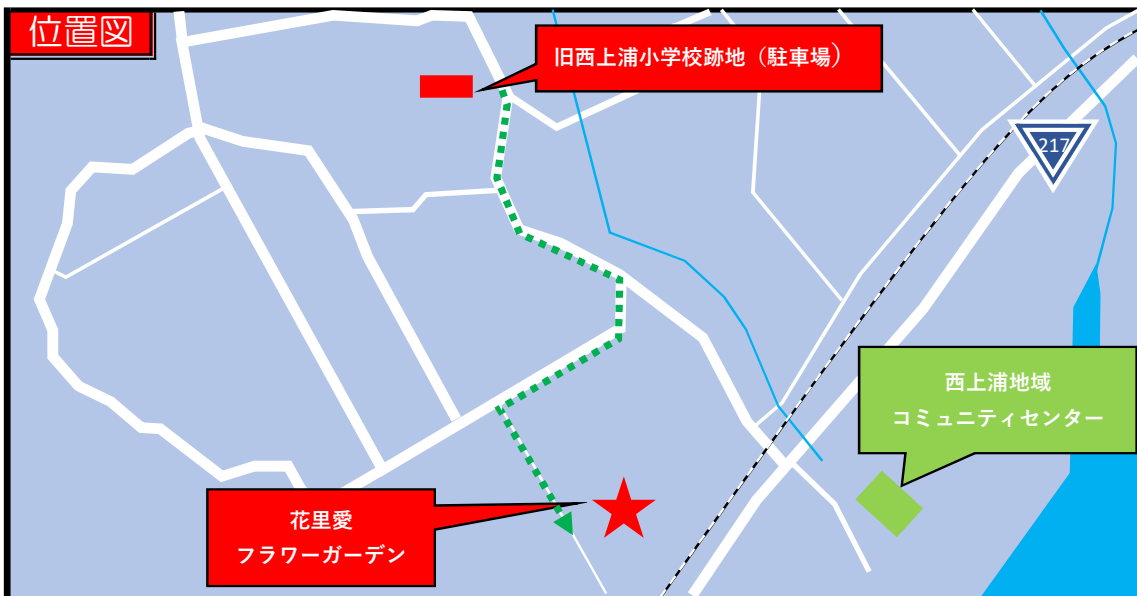 位置図
旧西上浦小学校跡地（駐車場）
217
西上浦地域
コミュニティセンター
花里愛
フラワーガーデン